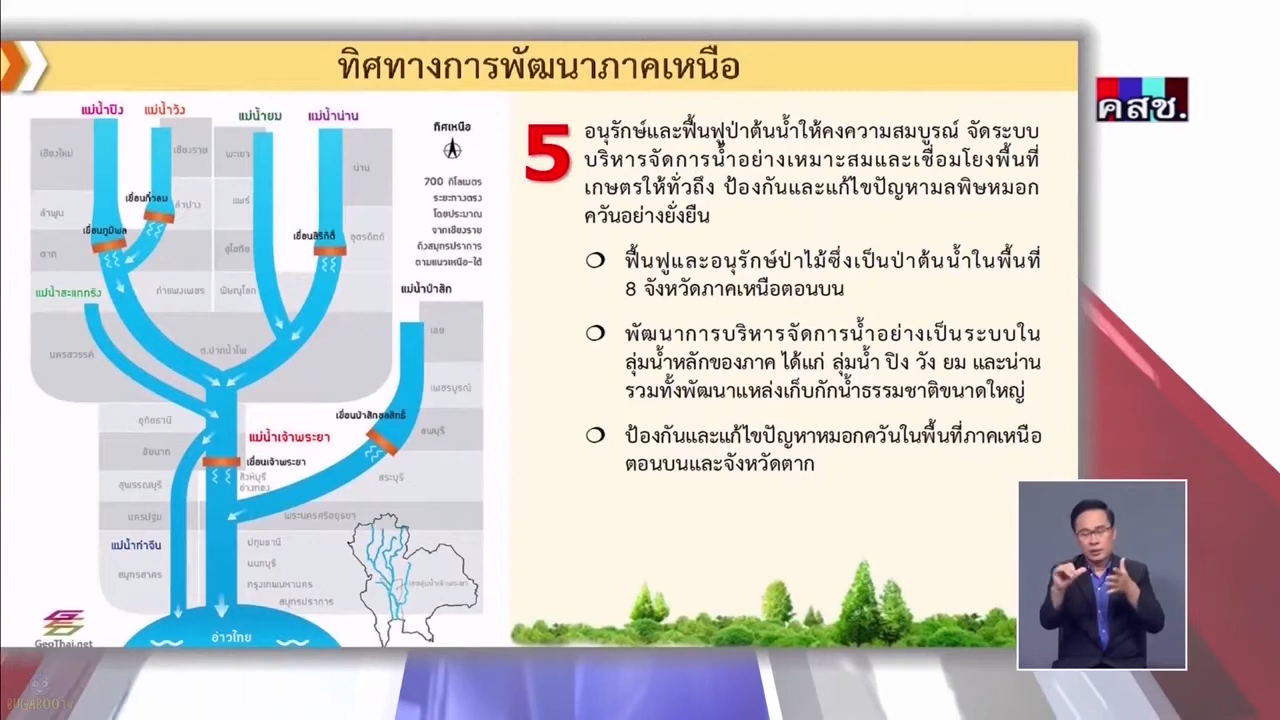 ทิศทางการพัฒนาภาคเหนือ
คสช.
แม่น้ำปิง
แม่น้ำวัง
แม่น้ำยม
แม่น้ำน่าน
ทิศเหนือ
เชียงใหม่
เชียงราย
พะเยา
น่าน
700 กิโลเมตร
ระยะทางตรง
โดยประมาณ
จากเชียงราย
ถึงสมุทรปราการ
ตามแนวเหนือ-ใต้
ลำพูน
เขื่อนกิ่วลม
ลำปาง
แพร่
เขื่อนภูมิพล
เขื่อนสิริกิติ์
อุตรดิตถ์
ตาก
สุโขทัย
แม่น้ำสะแกกรัง
กำแพงเพชร
พิษณุโลก
แม่น้ำป่าสัก
นครสวรรค์
ต.ปากน้ำโพ
เลย
เพชรบูรณ์
อุทัยธานี
เขื่อนป่าสักชลสิทธิ์
ลพบุรี
แม่น้ำเจ้าพระยา
ชัยนาท
เขื่อนเจ้าพระยา
สุพรรณบุรี
สิงห์บุรี
อ่างทอง
สระบุรี
นครปฐม
พระนครศรีอยุธยา
แม่น้ำท่าจีน
ปทุมธานี
นนทบุรี
สมุทรสาคร
กรุงเทพมหานคร
สมุทรปราการ
อ่าวไทย
GeoThai.net
5
อนุรักษ์และฟื้นฟูป่าต้นน้ำให้คงความสมบูรณ์ จัดระบบ
บริหารจัดการน้ำอย่างเหมาะสมและเชื่อมโยงพื้นที่
เกษตรให้ทั่วถึง ป้องกันและแก้ไขปัญหามลพิษหมอก
ควันอย่างยั่งยืน
ฟื้นฟูและอนุรักษ์ป่าไม้ซึ่งเป็นป่าต้นน้ำในพื้นที่
8 จังหวัดภาคเหนือตอนบน
พัฒนาการบริหารจัดการน้ำอย่างเป็นระบบใน
ลุ่มน้ำหลักของภาค ได้แก่ ลุ่มน้ำ ปิง วัง ยม และน่าน
รวมทั้งพัฒนาแหล่งเก็บกักน้ำธรรมชาติขนาดใหญ่
ป้องกันและแก้ไขปัญหาหมอกควันในพื้นที่ภาคเหนือ
ตอนบนและจังหวัดตาก